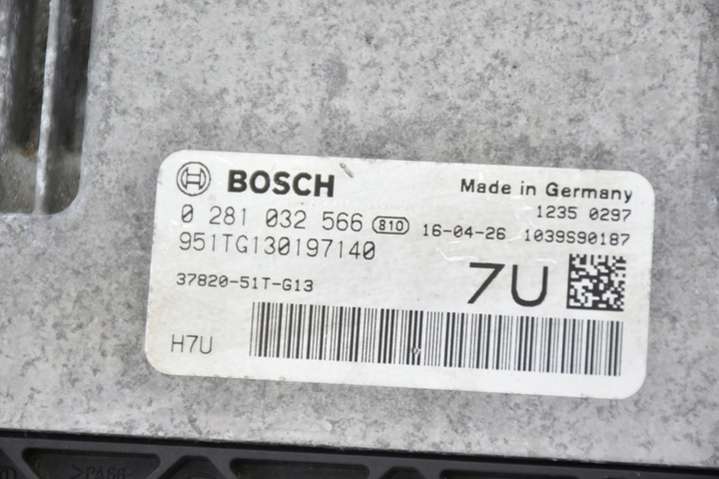 BOSCH
Made in Germany
0 281 032 566 810 16-04-26
1235 0297
1039S90187
951TG130197140
37820-51T-G13
7U
H7U
>PA66-